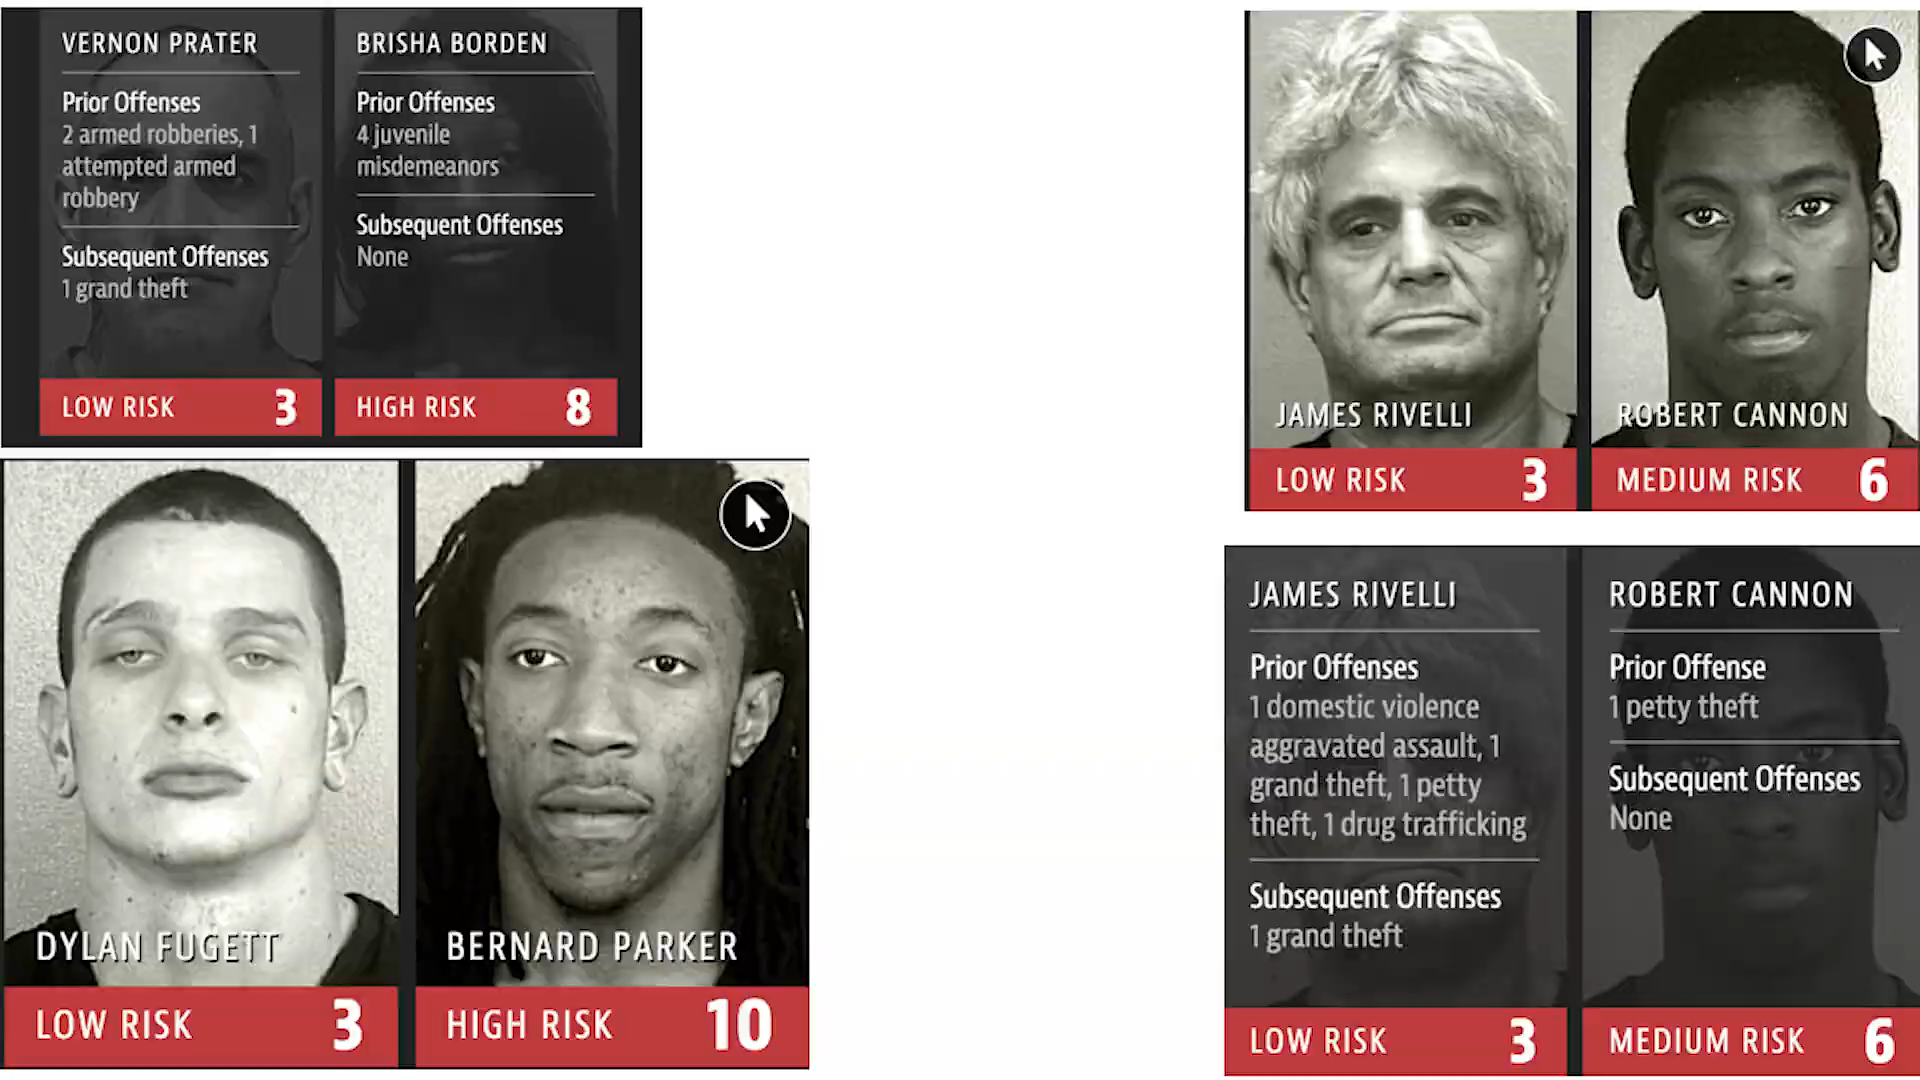 VERNON PRATER
Prior Offenses
2 armed robberies, 1
attempted armed
robbery
Subsequent Offenses
1 grand theft
LOW RISK 3
BRISHA BORDEN
Prior Offenses
4 juvenile
misdemeanors
Subsequent Offenses
None
HIGH RISK 8
JAMES RIVELLI
LOW RISK 3
ROBERT CANNON
MEDIUM RISK 6
DYLAN FUGETT
LOW RISK 3
BERNARD PARKER
HIGH RISK 10
JAMES RIVELLI
Prior Offenses
1 domestic violence
aggravated assault, 1
grand theft, 1 petty
theft, 1 drug trafficking
Subsequent Offenses
1 grand theft
LOW RISK 3
ROBERT CANNON
Prior Offense
1 petty theft
Subsequent Offenses
None
MEDIUM RISK 6